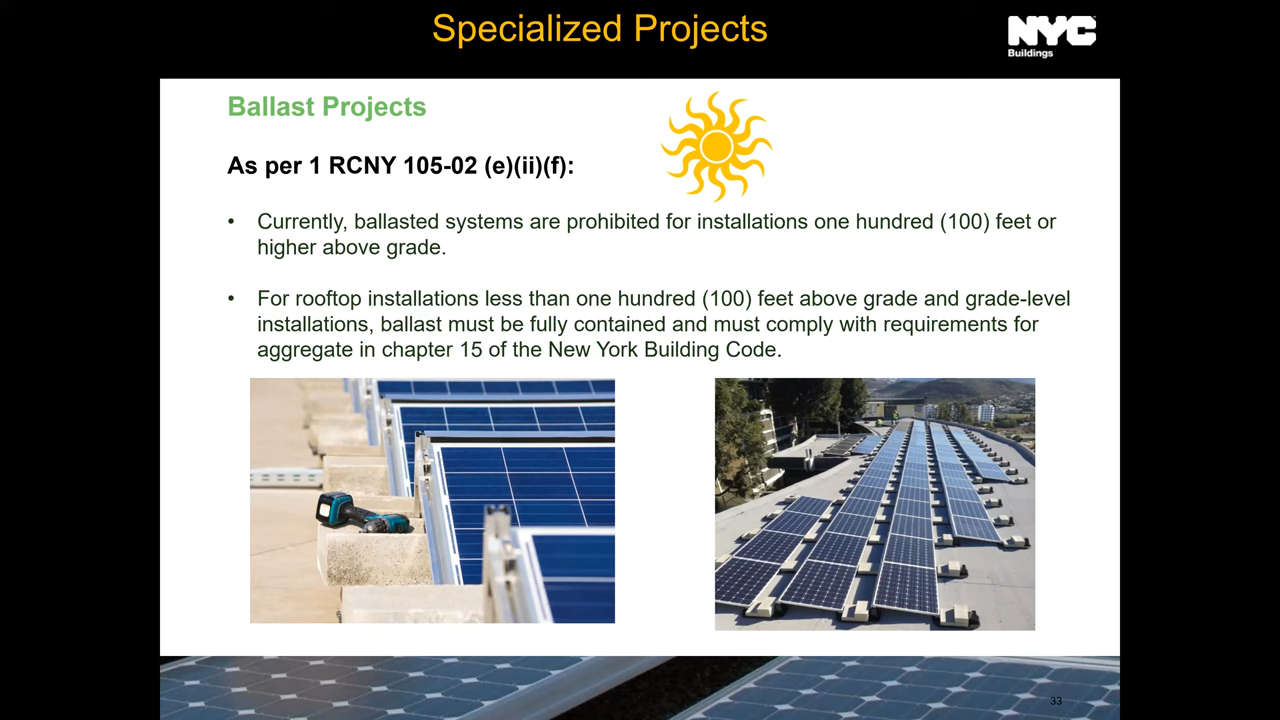 Specialized Projects
NYC
Buildings
Ballast Projects
As per 1 RCNY 105-02 (e)(ii)(f):
• Currently, ballasted systems are prohibited for installations one hundred (100) feet or
higher above grade.
• For rooftop installations less than one hundred (100) feet above grade and grade-level
installations, ballast must be fully contained and must comply with requirements for
aggregate in chapter 15 of the New York Building Code.
33